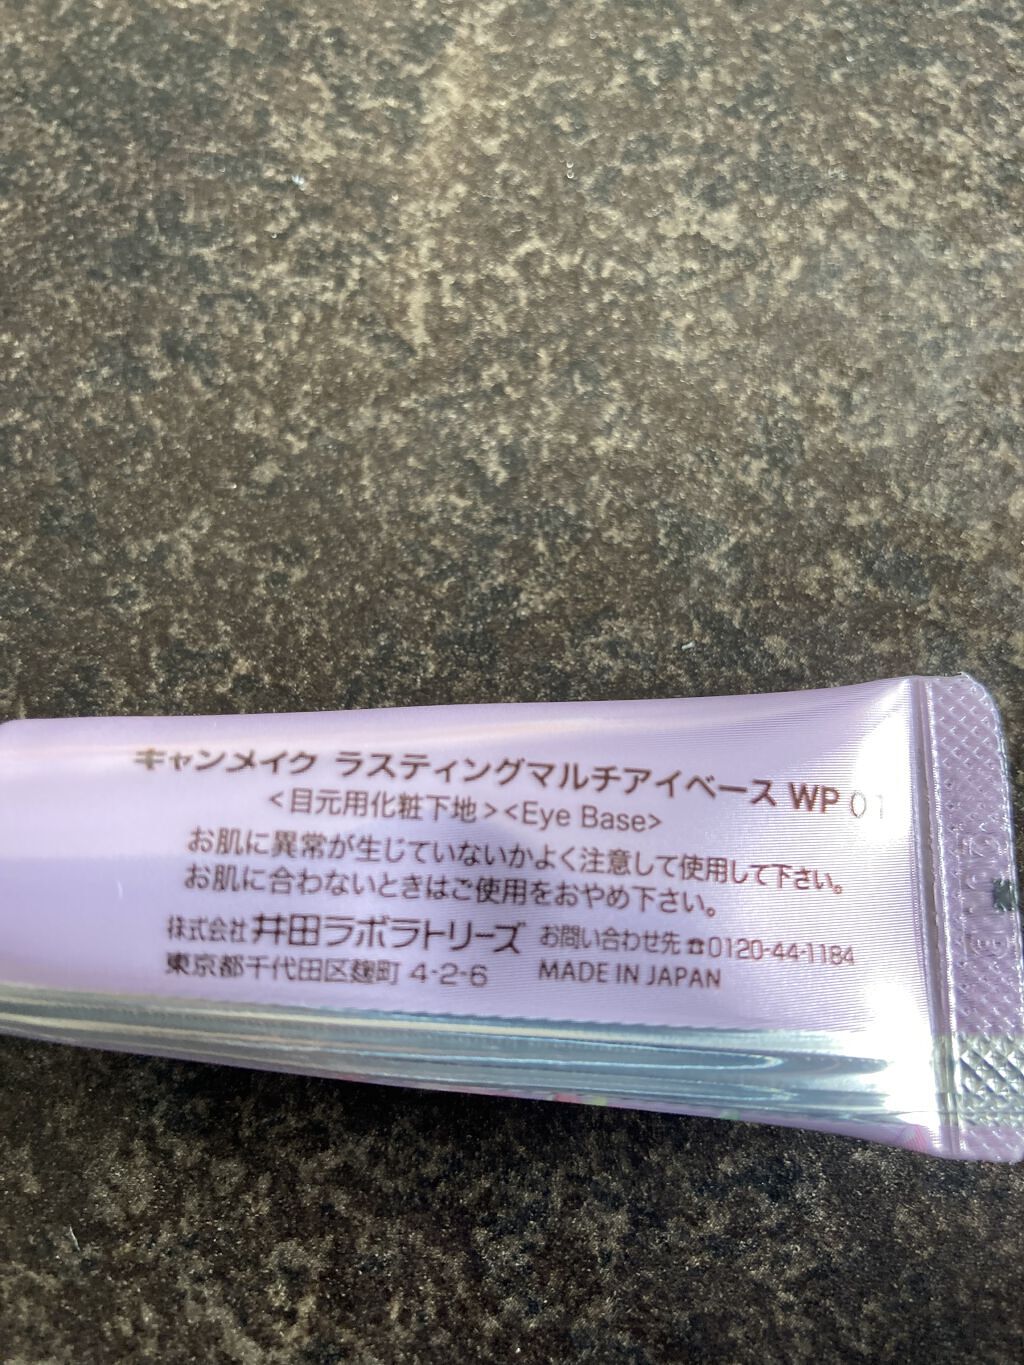 キャンメイク ラスティングマルチアイベース WP 01
<目元用化粧下地><Eye Base>
お肌に異常が生じていないかよく注意して使用して下さい。
お肌に合わないときはご使用をおやめ下さい。
株式会社 井田ラボラトリーズ お問い合わせ先☎0120-44-1184
東京都千代田区麹町 4-2-6 MADE IN JAPAN